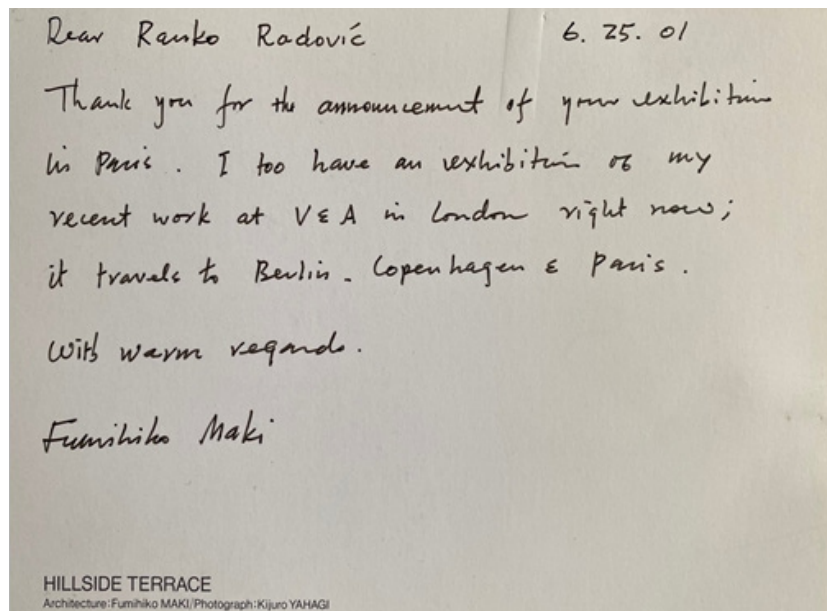 Dear Ranko Radović 6. 25. 01
Thank you for the announcement of your exhibition
in Paris. I too have an exhibition of my
recent work at V & A in London right now;
it travels to Berlin - Copenhagen & Paris.
With warm regards.
Fumihiko Maki
HILLSIDE TERRACE
Architecture:Fumihiko MAKI/Photograph:Kijuro YAHAGI